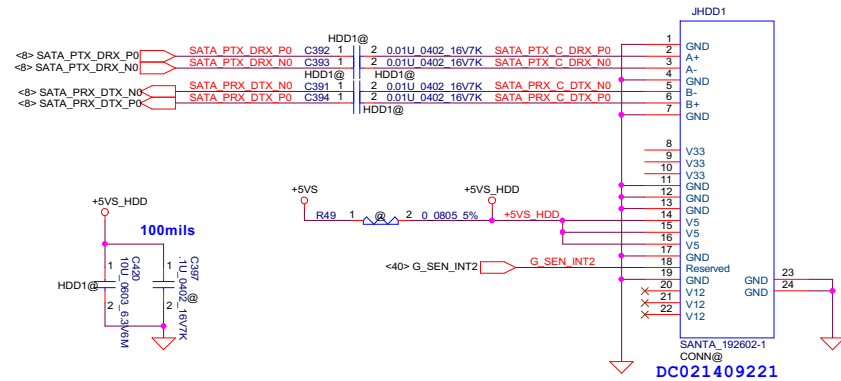 JHDD1
<8> SATA_PTX_DRX_P0 SATA_PTX_DRX_P0 C392 1 HDD1@ 2 0.01U_0402_16V7K SATA_PTX_C_DRX_P0
<8> SATA_PTX_DRX_N0 SATA_PTX_DRX_N0 C393 1 2 0.01U_0402_16V7K SATA_PTX_C_DRX_N0
HDD1@ HDD1@
<8> SATA_PRX_DTX_N0 SATA_PRX_DTX_N0 C391 1 2 0.01U_0402_16V7K SATA_PRX_C_DTX_N0
<8> SATA_PRX_DTX_P0 SATA_PRX_DTX_P0 C394 1 2 0.01U_0402_16V7K SATA_PRX_C_DTX_P0
HDD1@
1 GND
2 A+
3 A-
4 GND
5 B-
6 B+
7 GND
8 V33
9 V33
10 V33
11 GND
12 GND
13 GND
14 V5
15 V5
16 V5
17 GND
18 Reserved
19 GND
20 V12
21 V12
22 V12
GND 23
GND 24
+5VS +5VS_HDD
R49 1 @ 2 0_0805_5% +5VS_HDD
<40> G_SEN_INT2 G_SEN_INT2
+5VS_HDD
100mils
HDD1@ 1 2 C420 10U_0603_6.3V6M
1 2 @ C397 .1U_0402_16V7K
SANTA_192602-1
CONN@
DC021409221